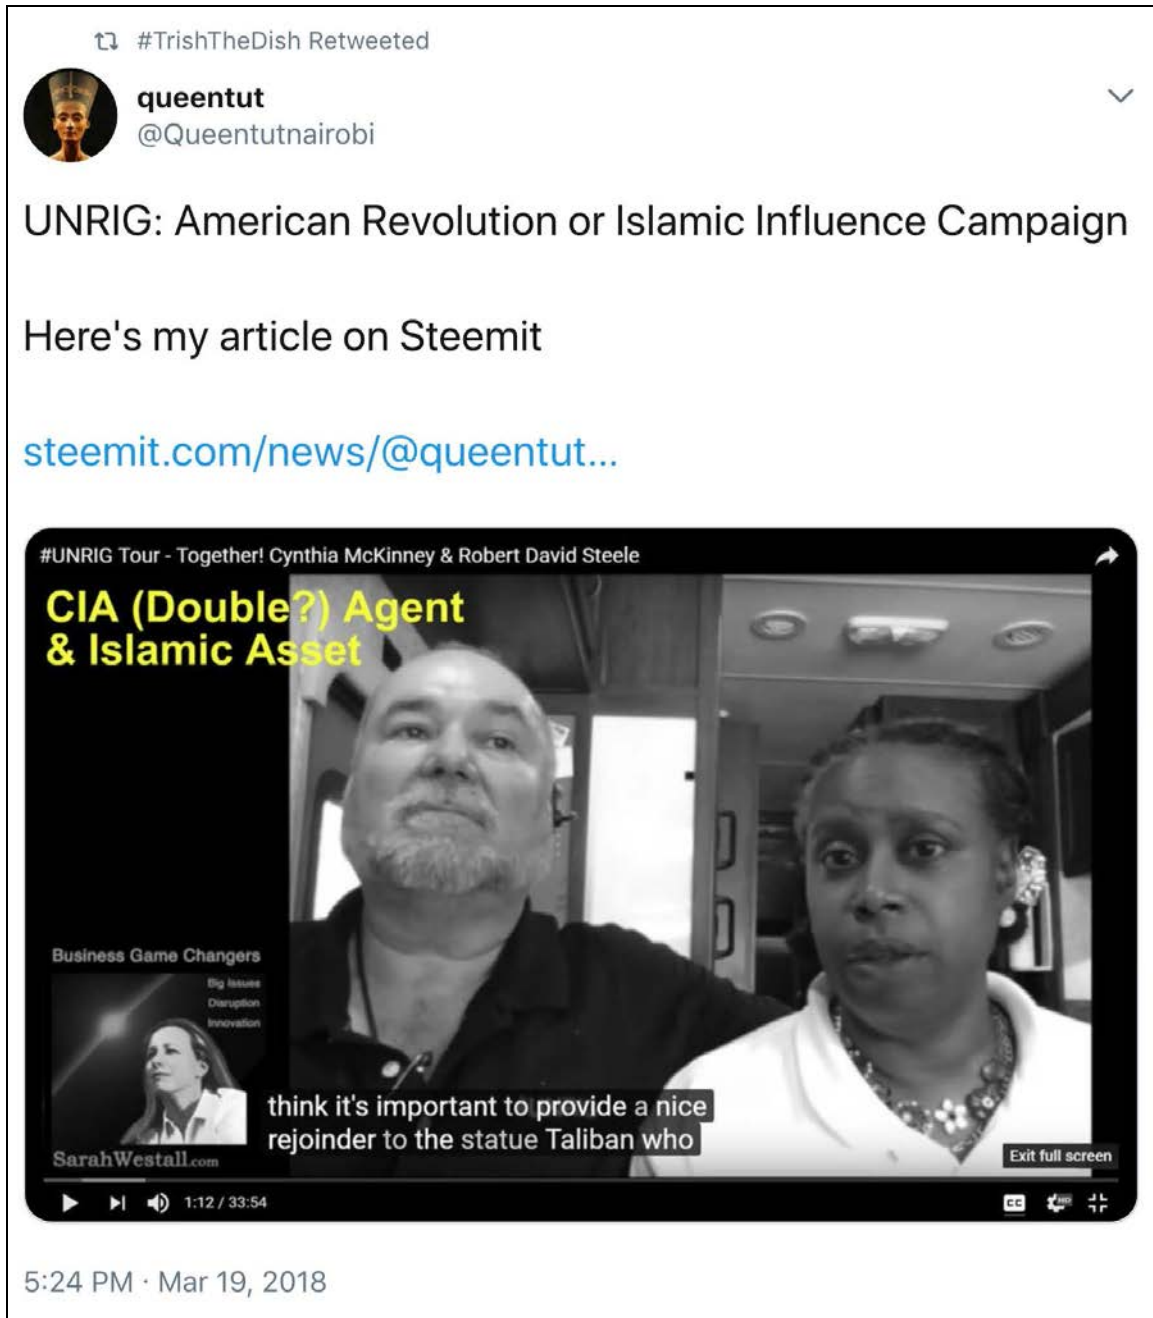 #TrishTheDish Retweeted
queentut
@Queentutnairobi
UNRIG: American Revolution or Islamic Influence Campaign
Here's my article on Steemit
steemit.com/news/@queentut...
#UNRIG Tour - Together! Cynthia McKinney & Robert David Steele
CIA (Double?) Agent
& Islamic Asset
Business Game Changers
Big Issues
Disruption
Innovation
SarahWestall.com
think it's important to provide a nice
rejoinder to the statue Taliban who
Exit full screen
1:12 / 33:54
CC
HD
5:24 PM · Mar 19, 2018